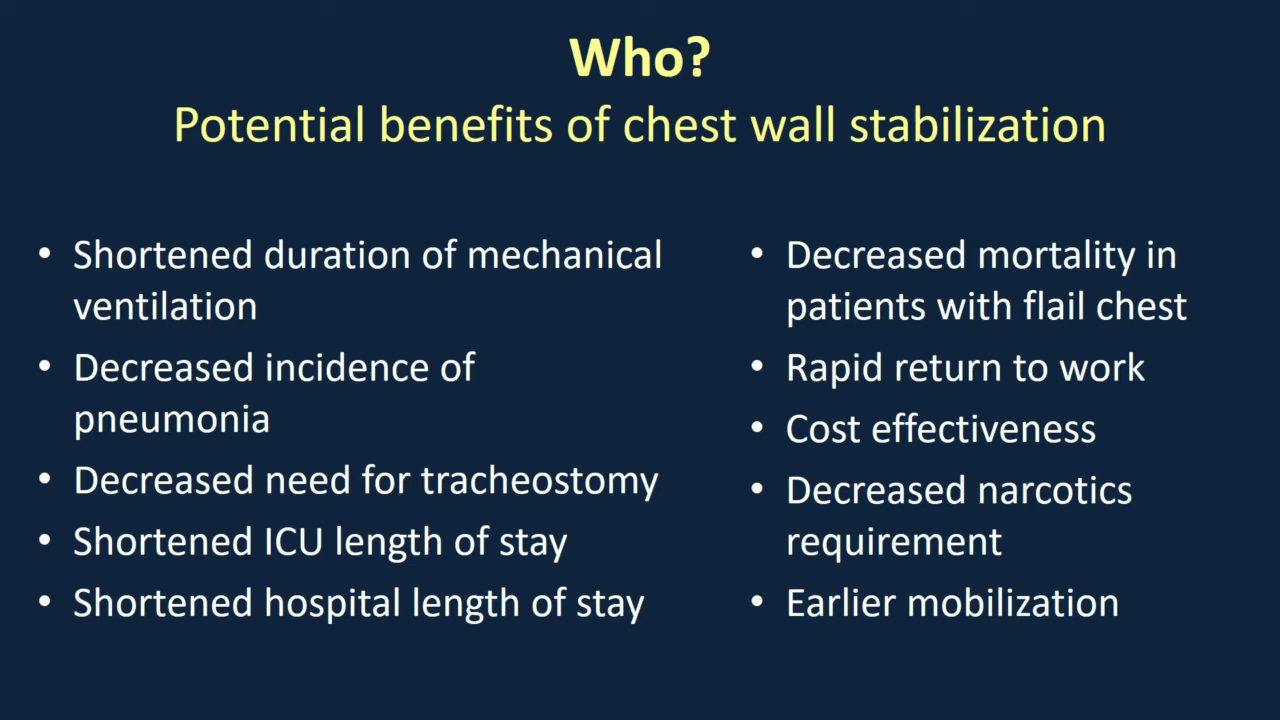 Who?
Potential benefits of chest wall stabilization
• Shortened duration of mechanical
ventilation
• Decreased incidence of
pneumonia
• Decreased need for tracheostomy
• Shortened ICU length of stay
• Shortened hospital length of stay
• Decreased mortality in
patients with flail chest
• Rapid return to work
• Cost effectiveness
• Decreased narcotics
requirement
• Earlier mobilization